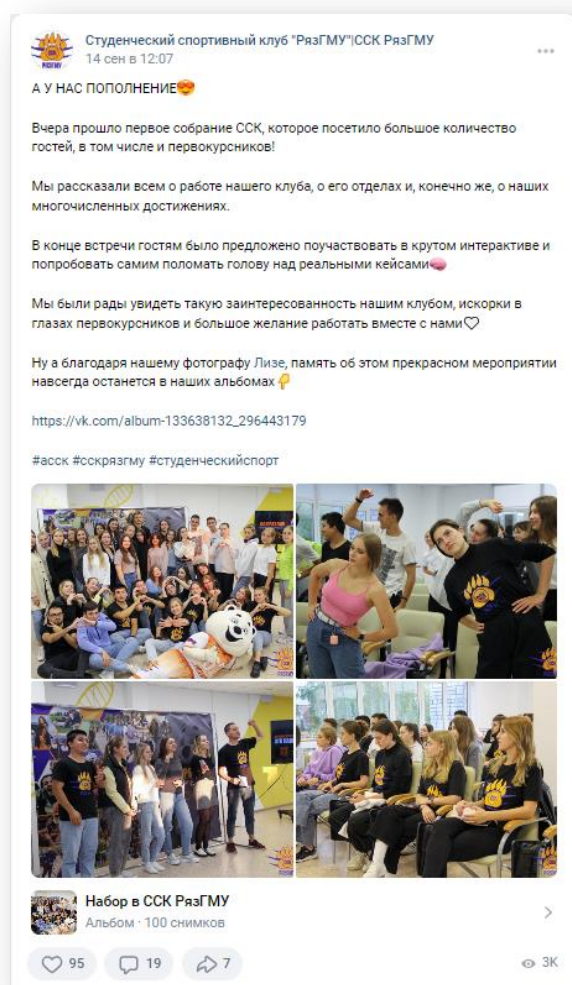 Студенческий спортивный клуб "РязГМУ"|ССК РязГМУ
14 сен в 12:07
А У НАС ПОПОЛНЕНИЕ😍
Вчера прошло первое собрание ССК, которое посетило большое количество
гостей, в том числе и первокурсников!
Мы рассказали всем о работе нашего клуба, о его отделах и, конечно же, о наших
многочисленных достижениях.
В конце встречи гостям было предложено поучаствовать в крутом интерактиве и
попробовать самим поломать голову над реальными кейсами🧠
Мы были рады увидеть такую заинтересованность нашим клубом, искорки в
глазах первокурсников и большое желание работать вместе с нами♡
Ну а благодаря нашему фотографу Лизе, память об этом прекрасном мероприятии
навсегда останется в наших альбомах👇
https://vk.com/album-133638132_296443179
#асск #сскрязгму #студенческийспорт
Набор в ССК РязГМУ
Альбом · 100 снимков
95
19
7
3K